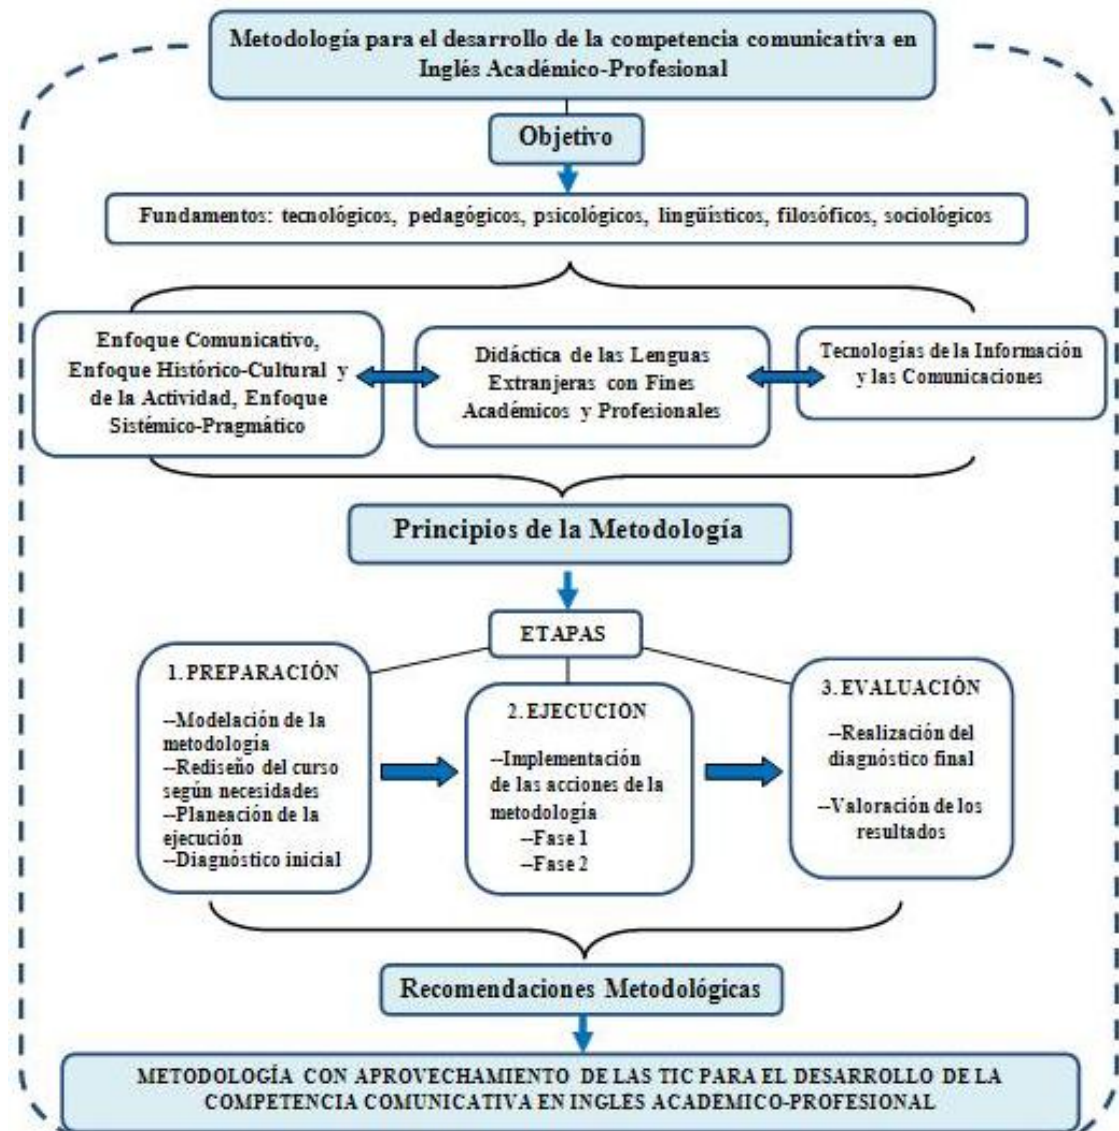 Metodología para el desarrollo de la competencia comunicativa en
Inglés Académico-Profesional
Objetivo
Fundamentos: tecnológicos, pedagógicos, psicológicos, lingüísticos, filosóficos, sociológicos
Enfoque Comunicativo,
Enfoque Histórico-Cultural y
de la Actividad, Enfoque
Sistémico-Pragmático
Didáctica de las Lenguas
Extranjeras con Fines
Académicos y Profesionales
Tecnologías de la Información
y las Comunicaciones
Principios de la Metodología
ETAPAS
1. PREPARACIÓN
--Modelación de la
metodología
--Rediseño del curso
según necesidades
--Planeación de la
ejecución
--Diagnóstico inicial
2. EJECUCION
--Implementación
de las acciones de la
metodología
--Fase 1
--Fase 2
3. EVALUACIÓN
--Realización del
diagnóstico final
--Valoración de los
resultados
Recomendaciones Metodológicas
METODOLOGÍA CON APROVECHAMIENTO DE LAS TIC PARA EL DESARROLLO DE LA
COMPETENCIA COMUNICATIVA EN INGLÉS ACADÉMICO-PROFESIONAL